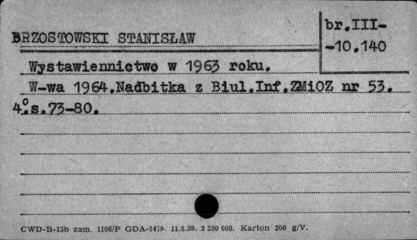 BRZOSTOWSKI STANISŁAW
br.III-
-10.140
Wystawiennictwo w 1963 roku.
W-wa 1964.Nadbitka z Biul.Inf.ZMiOZ nr 53.
4⁰.s.73-80.
CWD-B-15b zam. 1106/P GDA-1479. 11.5.59. 2 550 000. Karton 200 g/V.